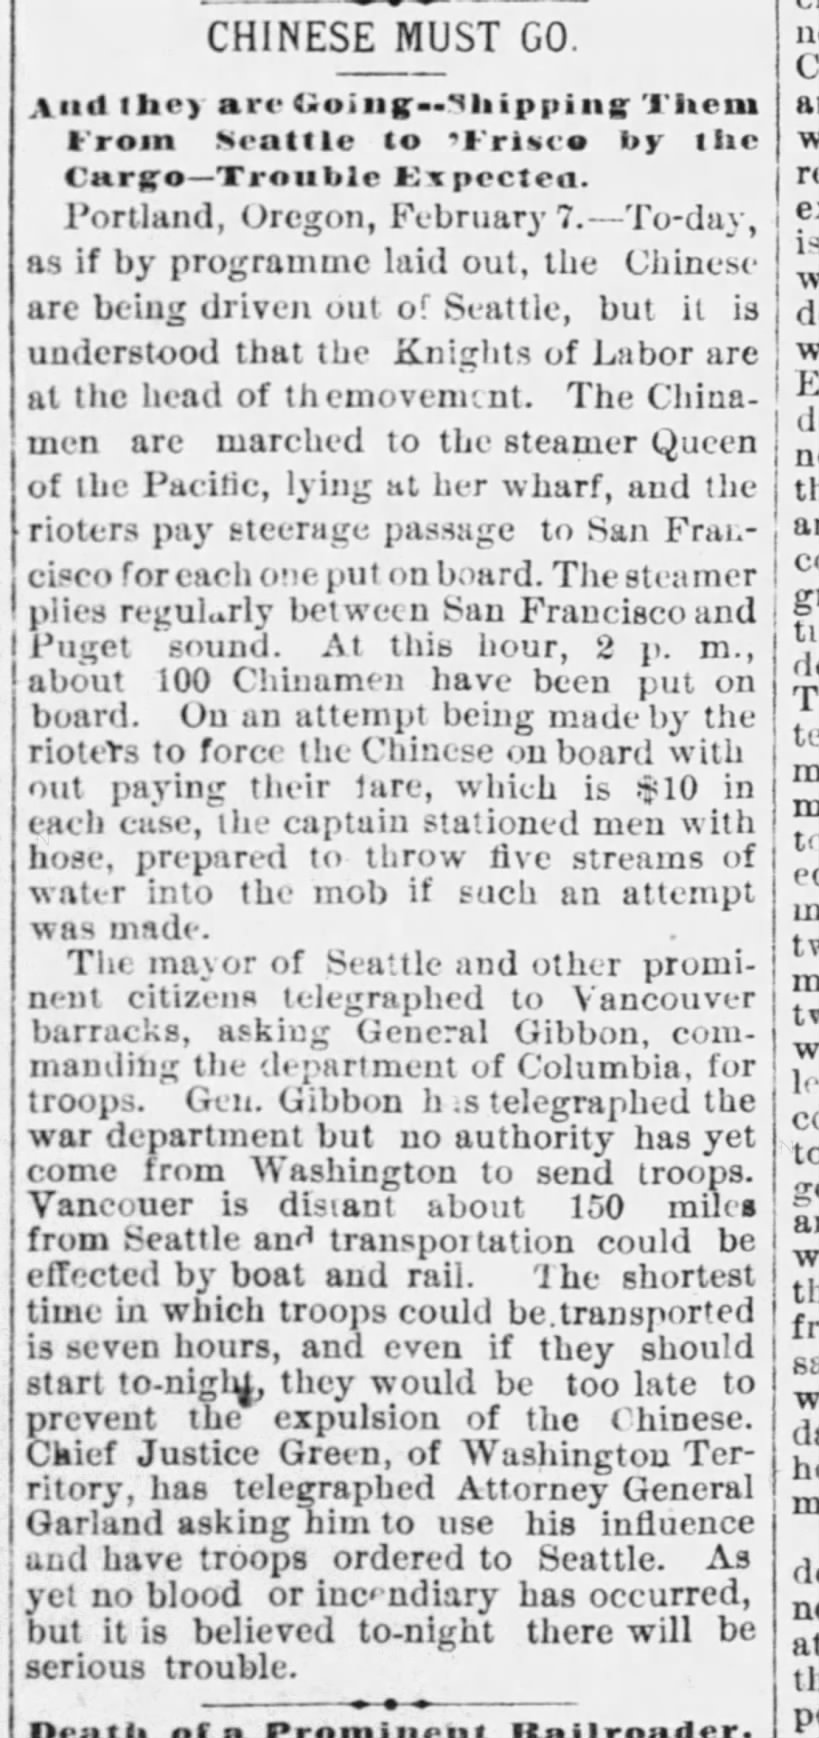 CHINESE MUST GO.
And they are Going--Shipping Them
From Seattle to 'Frisco by the
Cargo—Trouble Expected.
Portland, Oregon, February 7.—To-day,
as if by programme laid out, the Chinese
are being driven out of Seattle, but it is
understood that the Knights of Labor are
at the head of themovement. The China-
men are marched to the steamer Queen
of the Pacific, lying at her wharf, and the
rioters pay steerage passage to San Fran-
cisco for each one put on board. The steamer
plies regularly between San Francisco and
Puget sound. At this hour, 2 p. m.,
about 100 Chinamen have been put on
board. On an attempt being made by the
rioters to force the Chinese on board with
out paying their fare, which is $10 in
each case, the captain stationed men with
hose, prepared to throw five streams of
water into the mob if such an attempt
was made.
The mayor of Seattle and other promi-
nent citizens telegraphed to Vancouver
barracks, asking General Gibbon, com-
manding the department of Columbia, for
troops. Gen. Gibbon has telegraphed the
war department but no authority has yet
come from Washington to send troops.
Vancouer is distant about 150 miles
from Seattle and transportation could be
effected by boat and rail. The shortest
time in which troops could be transported
is seven hours, and even if they should
start to-night, they would be too late to
prevent the expulsion of the Chinese.
Chief Justice Green, of Washington Ter-
ritory, has telegraphed Attorney General
Garland asking him to use his influence
and have troops ordered to Seattle. As
yet no blood or incendiary has occurred,
but it is believed to-night there will be
serious trouble.
Death of a Prominent Railroader.